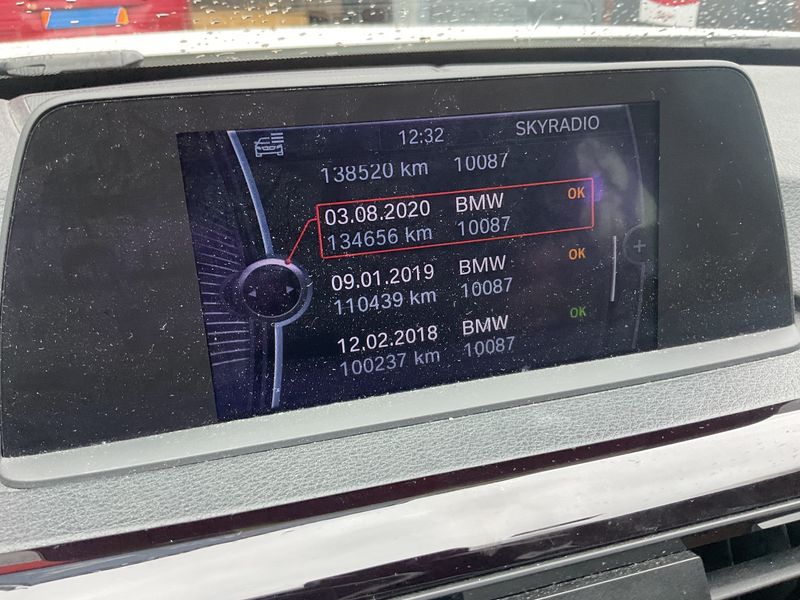 12:32 SKYRADIO
138520 km 10087
03.08.2020 BMW OK
134656 km 10087
09.01.2019 BMW OK
110439 km 10087
12.02.2018 BMW OK
100237 km 10087